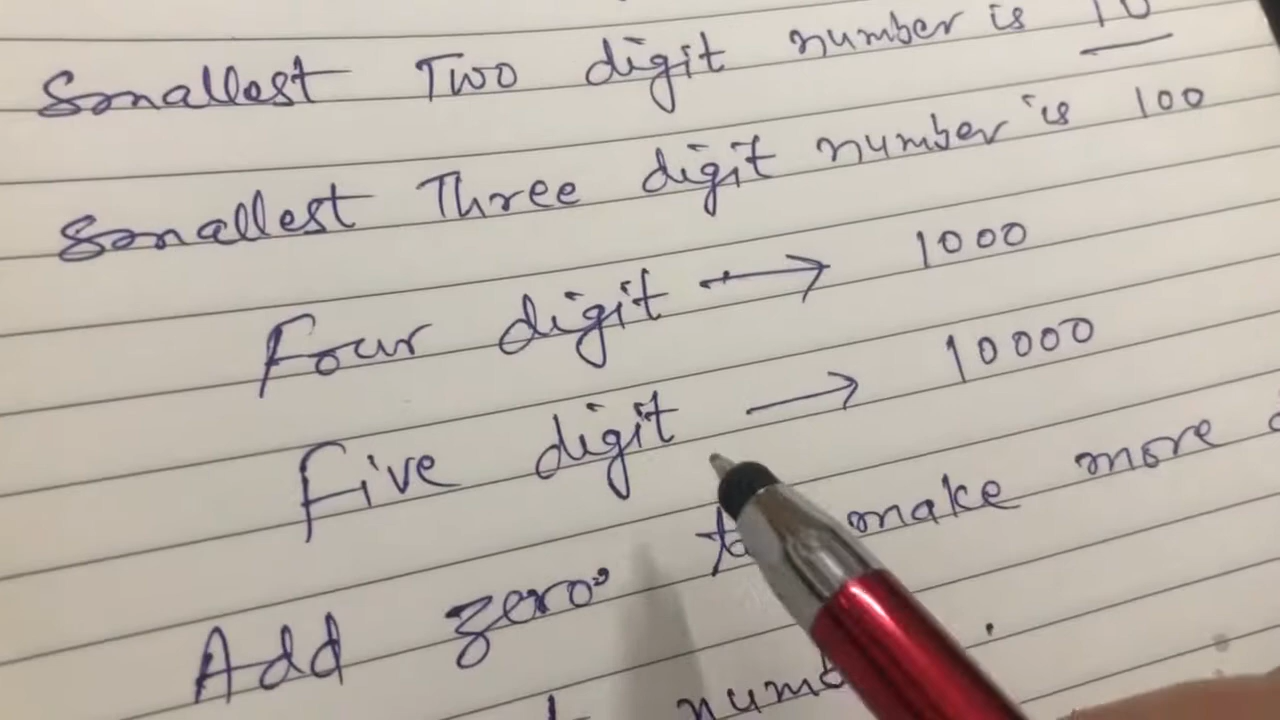 Smallest Two digit number is 10
Smallest Three digit number is 100
Four digit → 1000
Five digit → 10000
Add zero make more